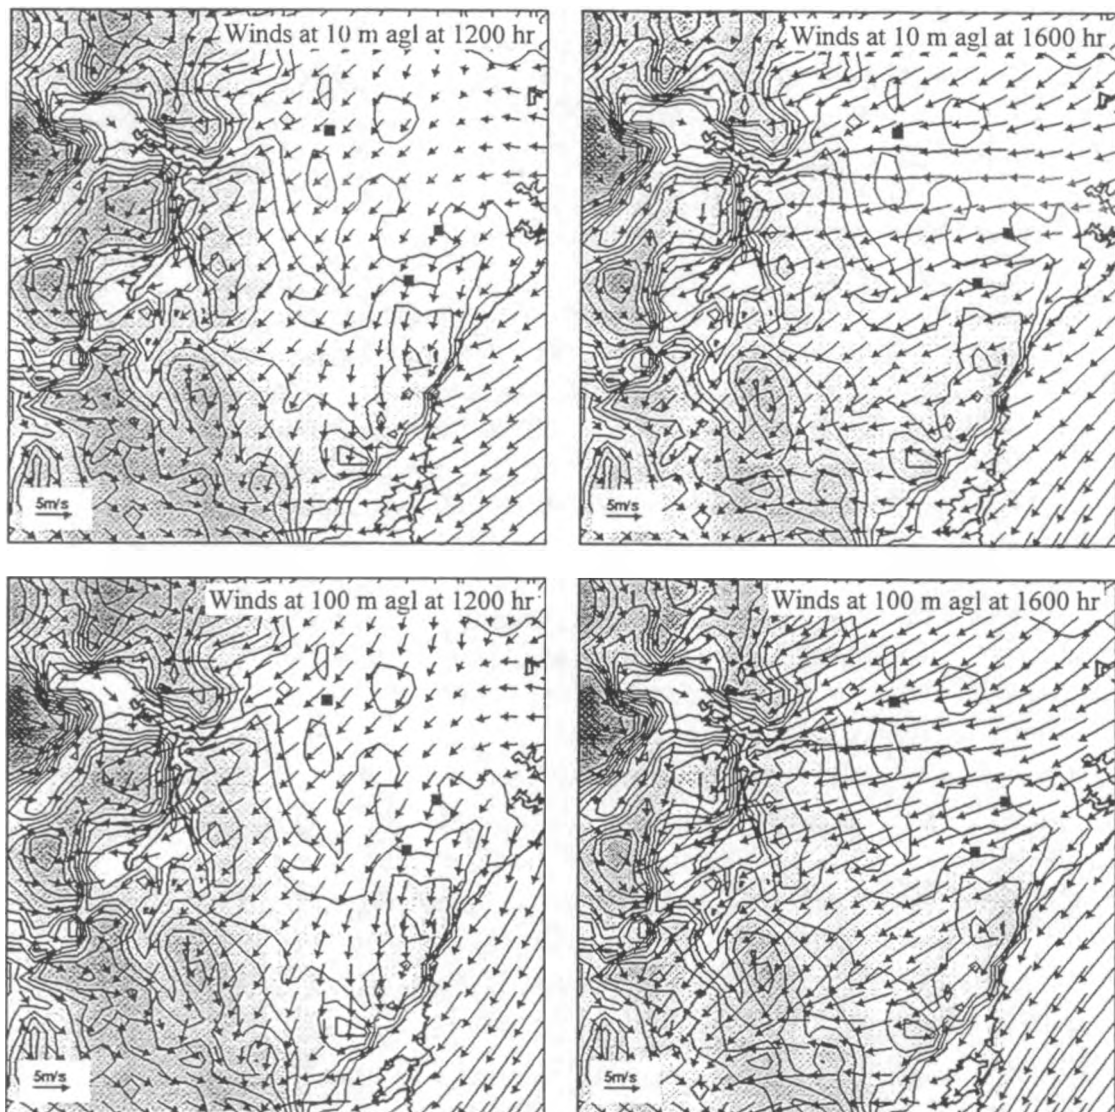 Winds at 10 m agl at 1200 hr
Winds at 10 m agl at 1600 hr
5m/s
5m/s
Winds at 100 m agl at 1200 hr
Winds at 100 m agl at 1600 hr
5m/s
5m/s